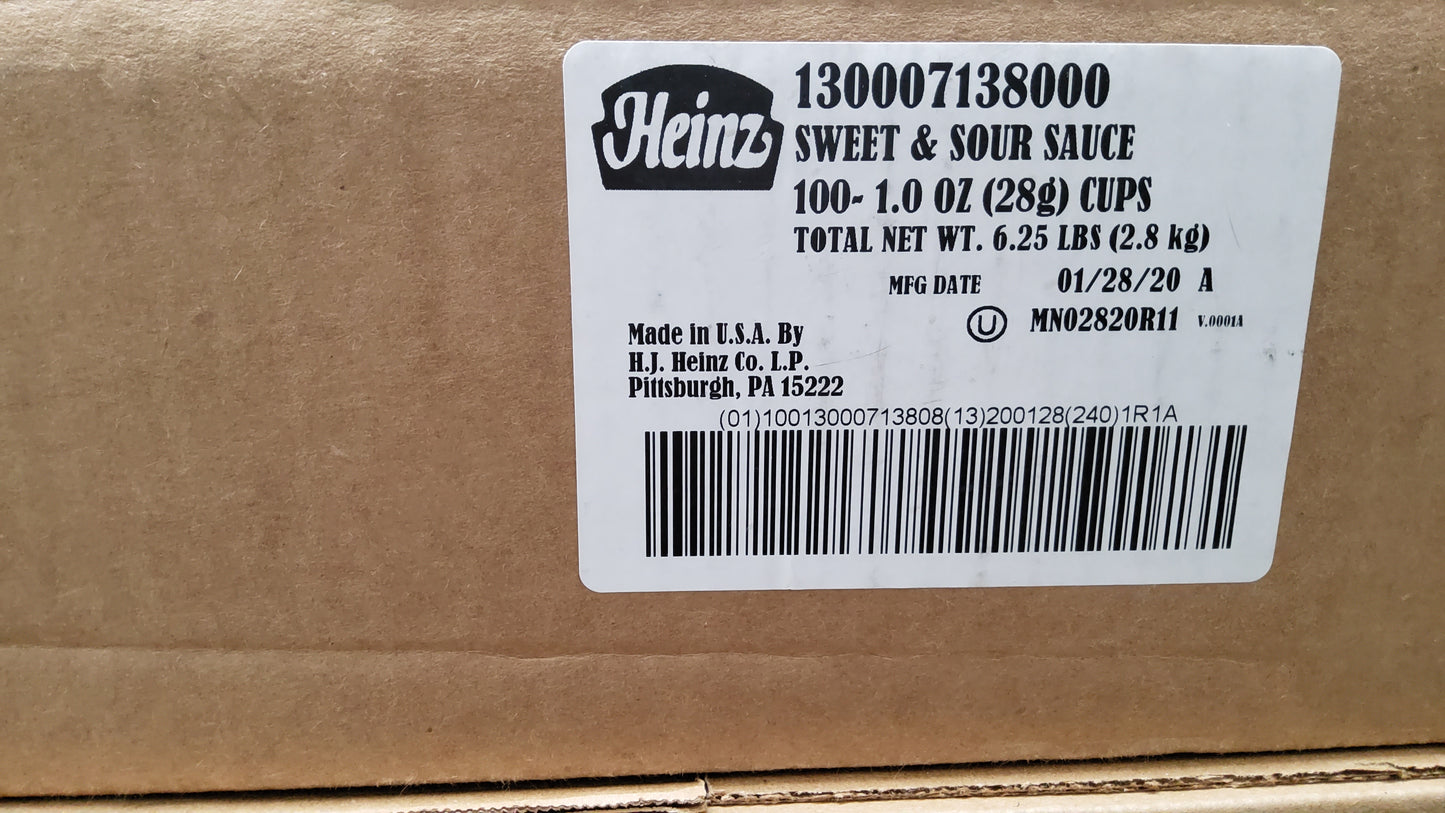 Heinz
130007138000
SWEET & SOUR SAUCE
100- 1.0 OZ (28g) CUPS
TOTAL NET WT. 6.25 LBS (2.8 kg)
MFG DATE 01/28/20 A
U MN02820R11 V.0001A
Made in U.S.A. By
H.J. Heinz Co. L.P.
Pittsburgh, PA 15222
(01)10013000713808(13)200128(240)1R1A